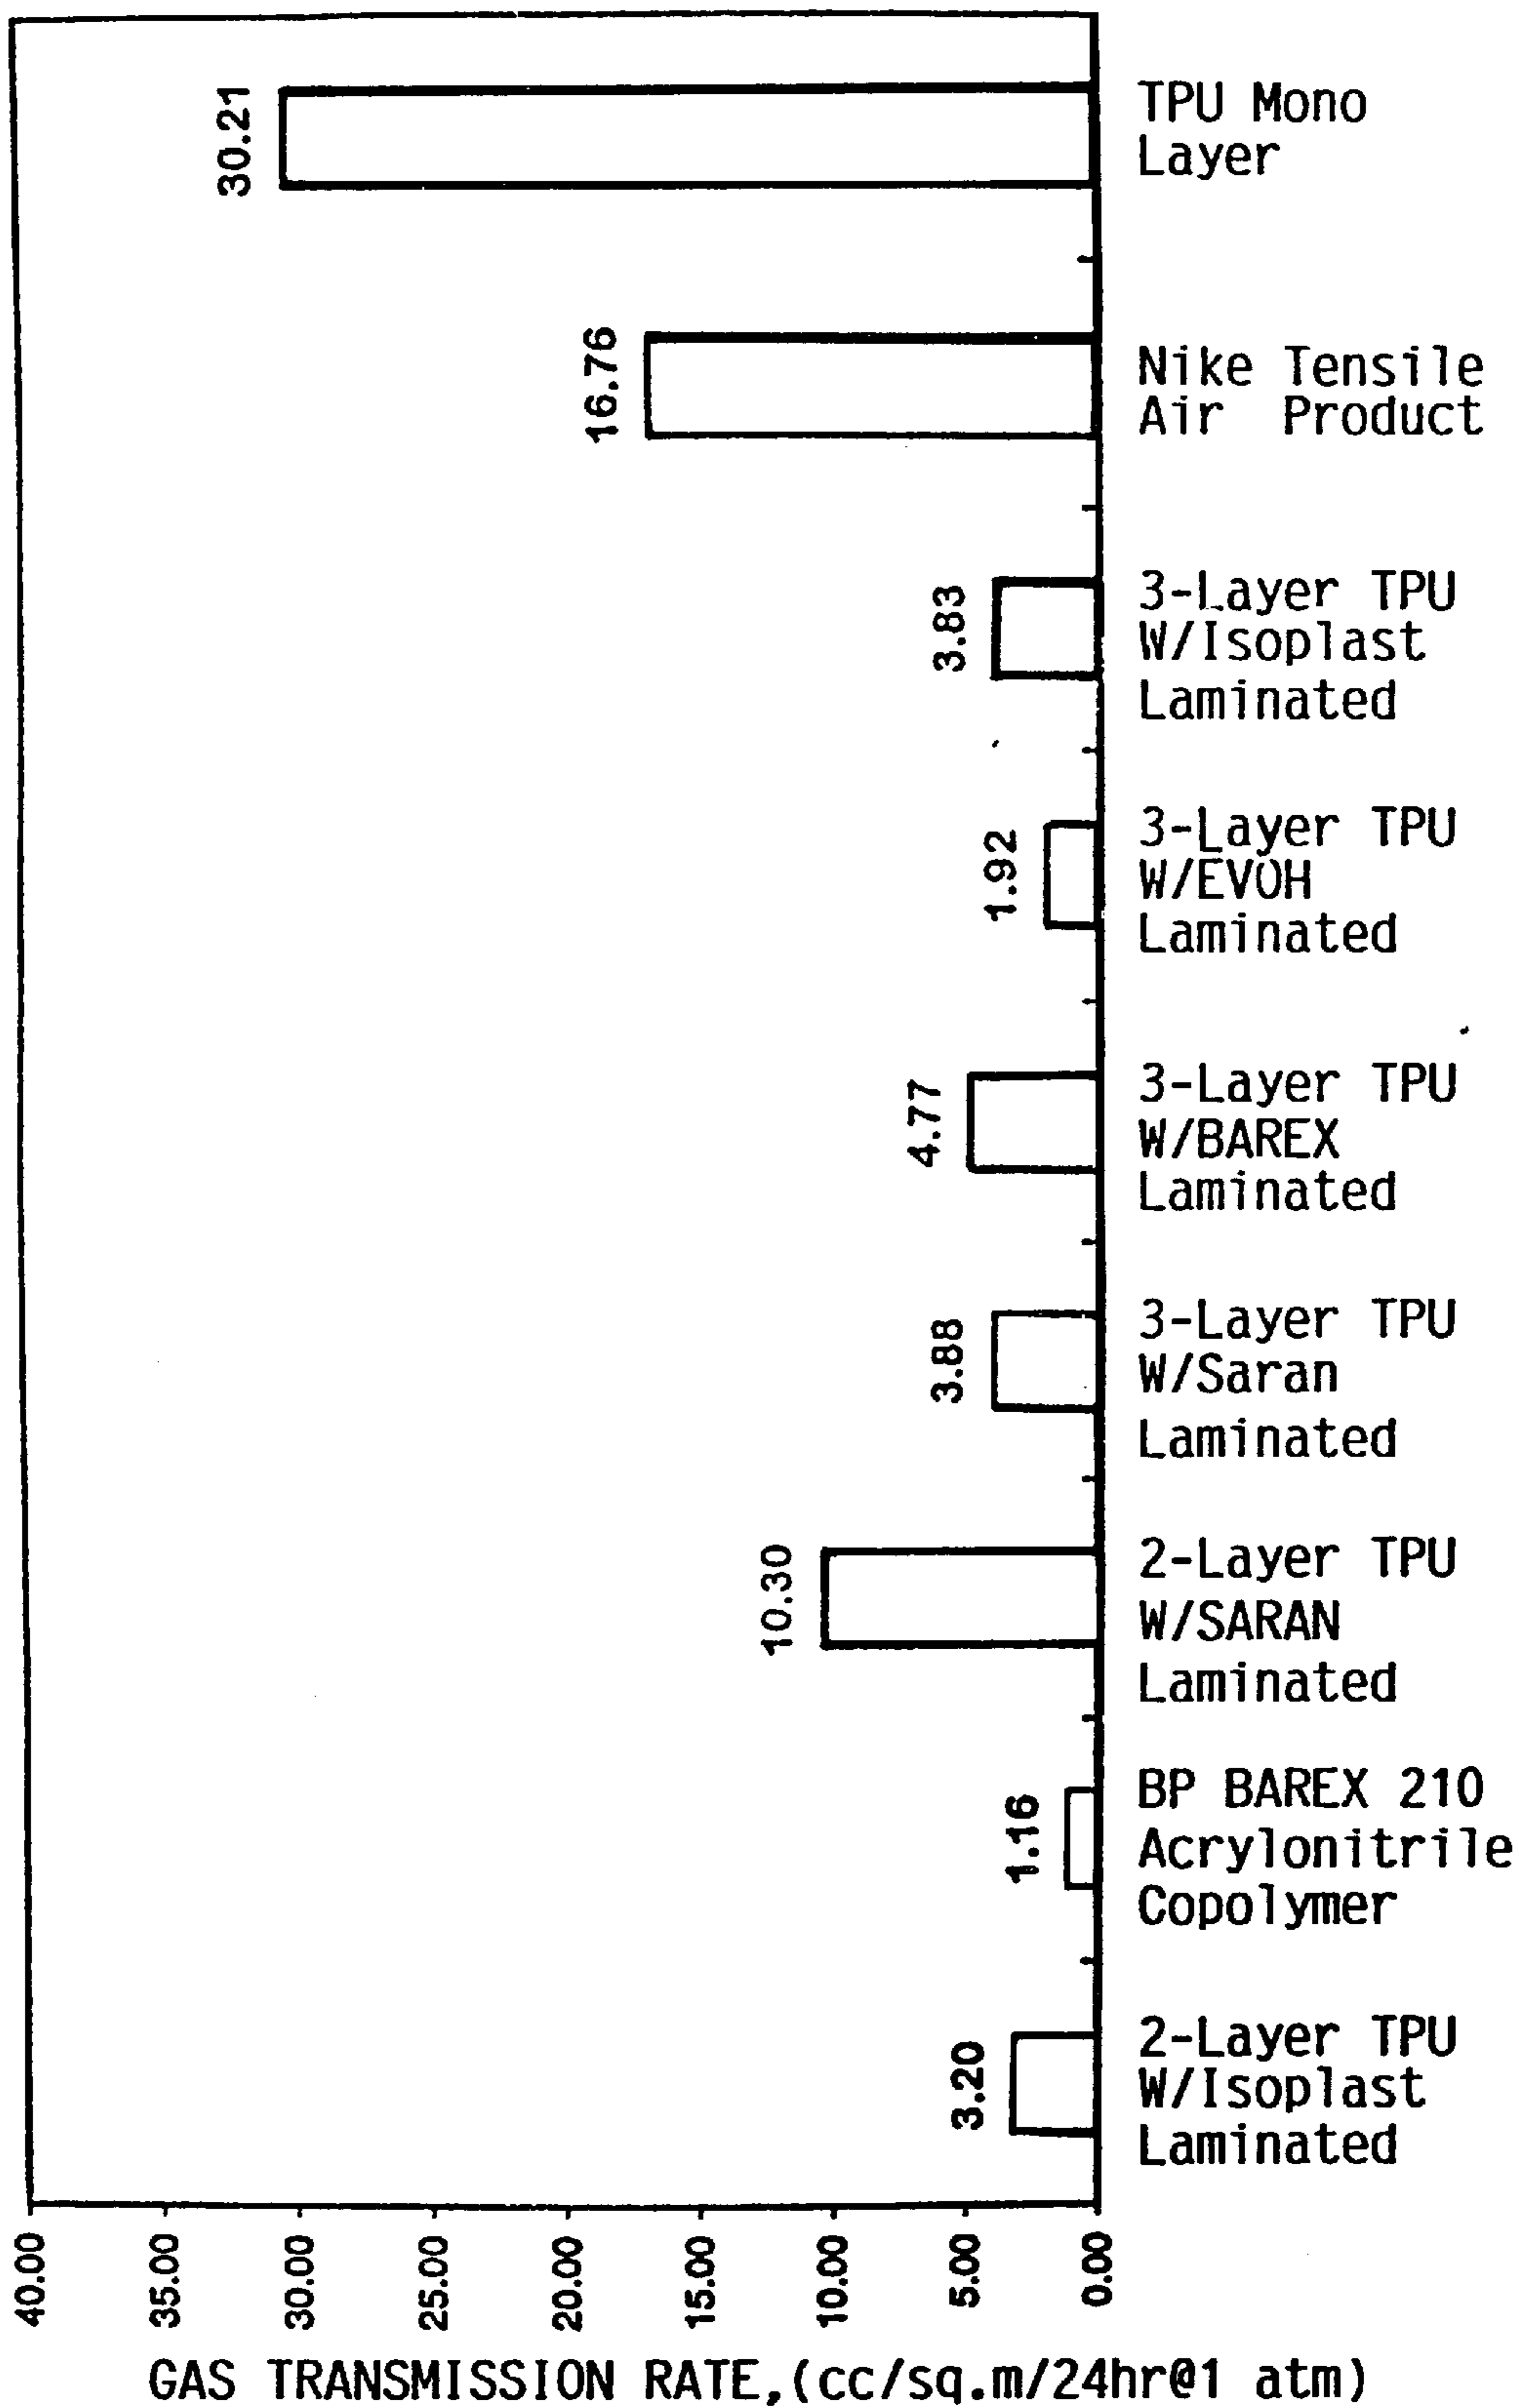 30.21
TPU Mono
Layer
16.76
Nike Tensile
Air Product
3.83
3-Layer TPU
W/Isoplast
Laminated
1.92
3-Layer TPU
W/EVOH
Laminated
4.77
3-Layer TPU
W/BAREX
Laminated
3.88
3-Layer TPU
W/Saran
Laminated
10.30
2-Layer TPU
W/SARAN
Laminated
1.16
BP BAREX 210
Acrylonitrile
Copolymer
3.20
2-Layer TPU
W/Isoplast
Laminated
40.00
35.00
30.00
25.00
20.00
15.00
10.00
5.00
0.00
GAS TRANSMISSION RATE,(cc/sq.m/24hr@1 atm)